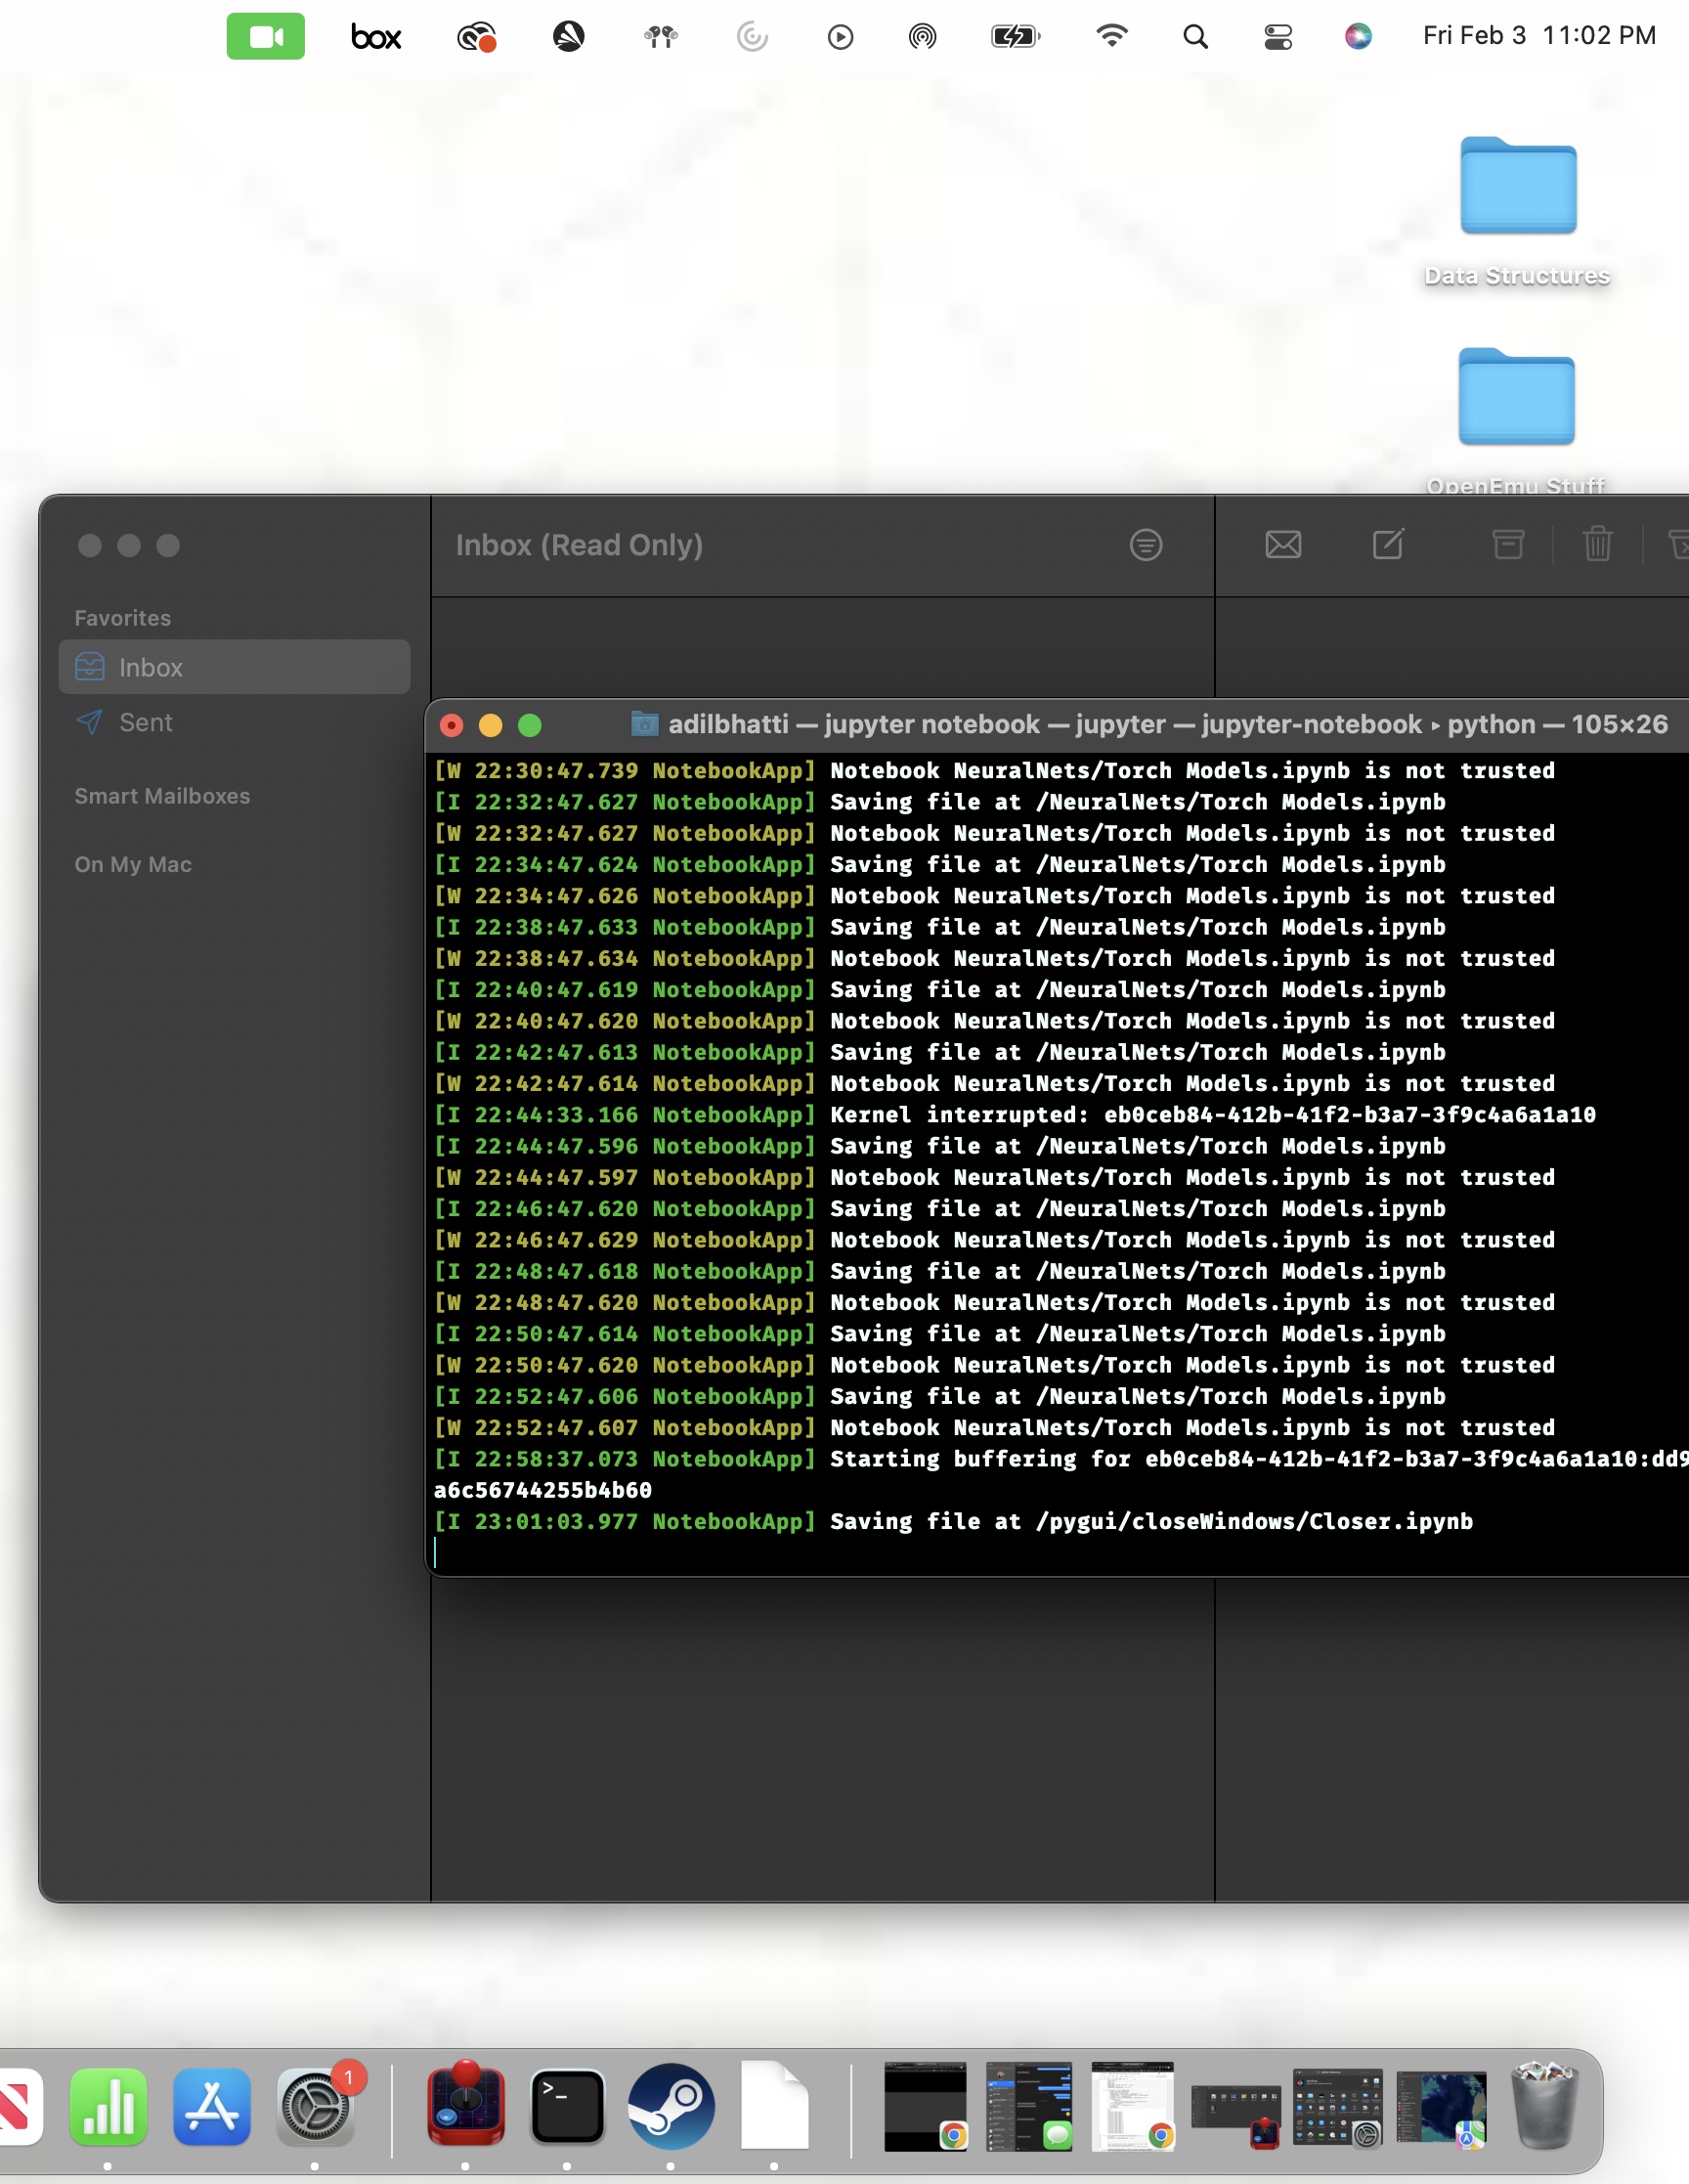 box
Fri Feb 3 11:02 PM
Data Structures
OpenEmu Stuff
Inbox (Read Only)
Favorites
Inbox
Sent
Smart Mailboxes
On My Mac
adilbhatti — jupyter notebook — jupyter — jupyter-notebook ▸ python — 105×26
[W 22:30:47.739 NotebookApp] Notebook NeuralNets/Torch Models.ipynb is not trusted
[I 22:32:47.627 NotebookApp] Saving file at /NeuralNets/Torch Models.ipynb
[W 22:32:47.627 NotebookApp] Notebook NeuralNets/Torch Models.ipynb is not trusted
[I 22:34:47.624 NotebookApp] Saving file at /NeuralNets/Torch Models.ipynb
[W 22:34:47.626 NotebookApp] Notebook NeuralNets/Torch Models.ipynb is not trusted
[I 22:38:47.633 NotebookApp] Saving file at /NeuralNets/Torch Models.ipynb
[W 22:38:47.634 NotebookApp] Notebook NeuralNets/Torch Models.ipynb is not trusted
[I 22:40:47.619 NotebookApp] Saving file at /NeuralNets/Torch Models.ipynb
[W 22:40:47.620 NotebookApp] Notebook NeuralNets/Torch Models.ipynb is not trusted
[I 22:42:47.613 NotebookApp] Saving file at /NeuralNets/Torch Models.ipynb
[W 22:42:47.614 NotebookApp] Notebook NeuralNets/Torch Models.ipynb is not trusted
[I 22:44:33.166 NotebookApp] Kernel interrupted: eb0ceb84-412b-41f2-b3a7-3f9c4a6a1a10
[I 22:44:47.596 NotebookApp] Saving file at /NeuralNets/Torch Models.ipynb
[W 22:44:47.597 NotebookApp] Notebook NeuralNets/Torch Models.ipynb is not trusted
[I 22:46:47.620 NotebookApp] Saving file at /NeuralNets/Torch Models.ipynb
[W 22:46:47.629 NotebookApp] Notebook NeuralNets/Torch Models.ipynb is not trusted
[I 22:48:47.618 NotebookApp] Saving file at /NeuralNets/Torch Models.ipynb
[W 22:48:47.620 NotebookApp] Notebook NeuralNets/Torch Models.ipynb is not trusted
[I 22:50:47.614 NotebookApp] Saving file at /NeuralNets/Torch Models.ipynb
[W 22:50:47.620 NotebookApp] Notebook NeuralNets/Torch Models.ipynb is not trusted
[I 22:52:47.606 NotebookApp] Saving file at /NeuralNets/Torch Models.ipynb
[W 22:52:47.607 NotebookApp] Notebook NeuralNets/Torch Models.ipynb is not trusted
[I 22:58:37.073 NotebookApp] Starting buffering for eb0ceb84-412b-41f2-b3a7-3f9c4a6a1a10:dd9
a6c56744255b4b60
[I 23:01:03.977 NotebookApp] Saving file at /pygui/closeWindows/Closer.ipynb
1
>_